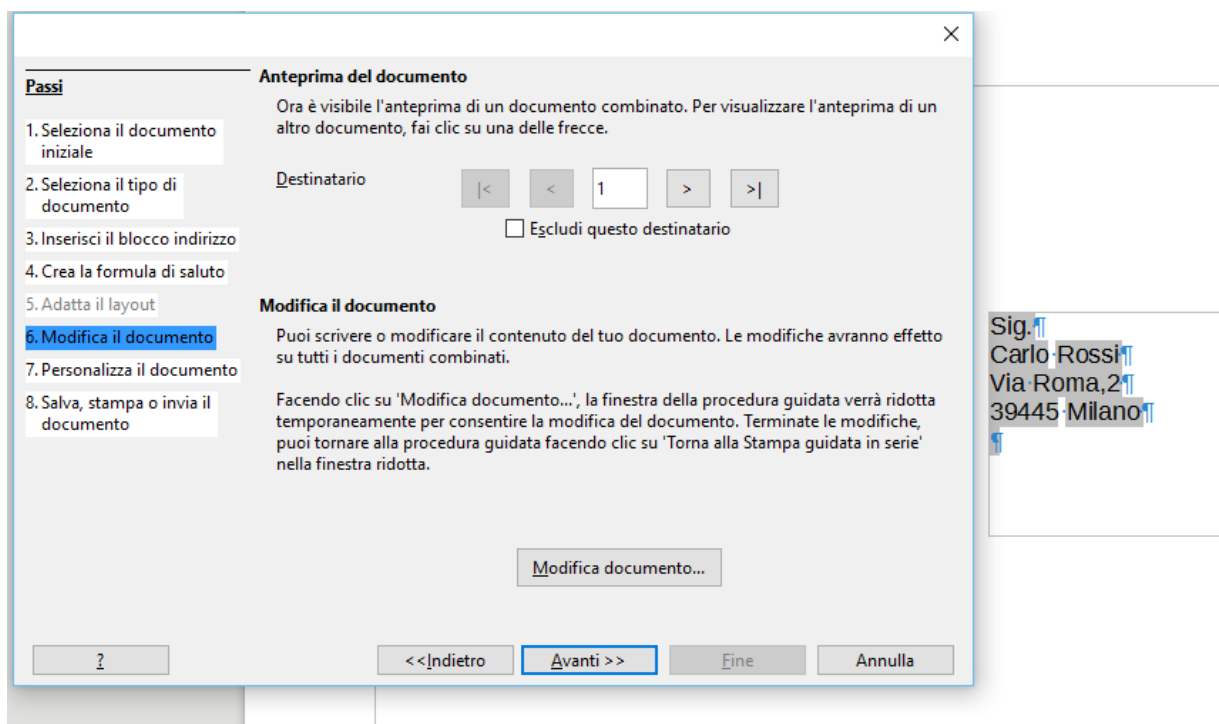 Passi
1. Seleziona il documento
iniziale
2. Seleziona il tipo di
documento
3. Inserisci il blocco indirizzo
4. Crea la formula di saluto
5. Adatta il layout
6. Modifica il documento
7. Personalizza il documento
8. Salva, stampa o invia il
documento
Anteprima del documento
Ora è visibile l'anteprima di un documento combinato. Per visualizzare l'anteprima di un
altro documento, fai clic su una delle frecce.
Destinatario |< < 1 > >|
Escludi questo destinatario
Modifica il documento
Puoi scrivere o modificare il contenuto del tuo documento. Le modifiche avranno effetto
su tutti i documenti combinati.
Facendo clic su 'Modifica documento...', la finestra della procedura guidata verrà ridotta
temporaneamente per consentire la modifica del documento. Terminate le modifiche,
puoi tornare alla procedura guidata facendo clic su 'Torna alla Stampa guidata in serie'
nella finestra ridotta.
Modifica documento...
? <<Indietro Avanti >> Fine Annulla
Sig.¶
Carlo·Rossi¶
Via·Roma,2¶
39445·Milano¶
¶